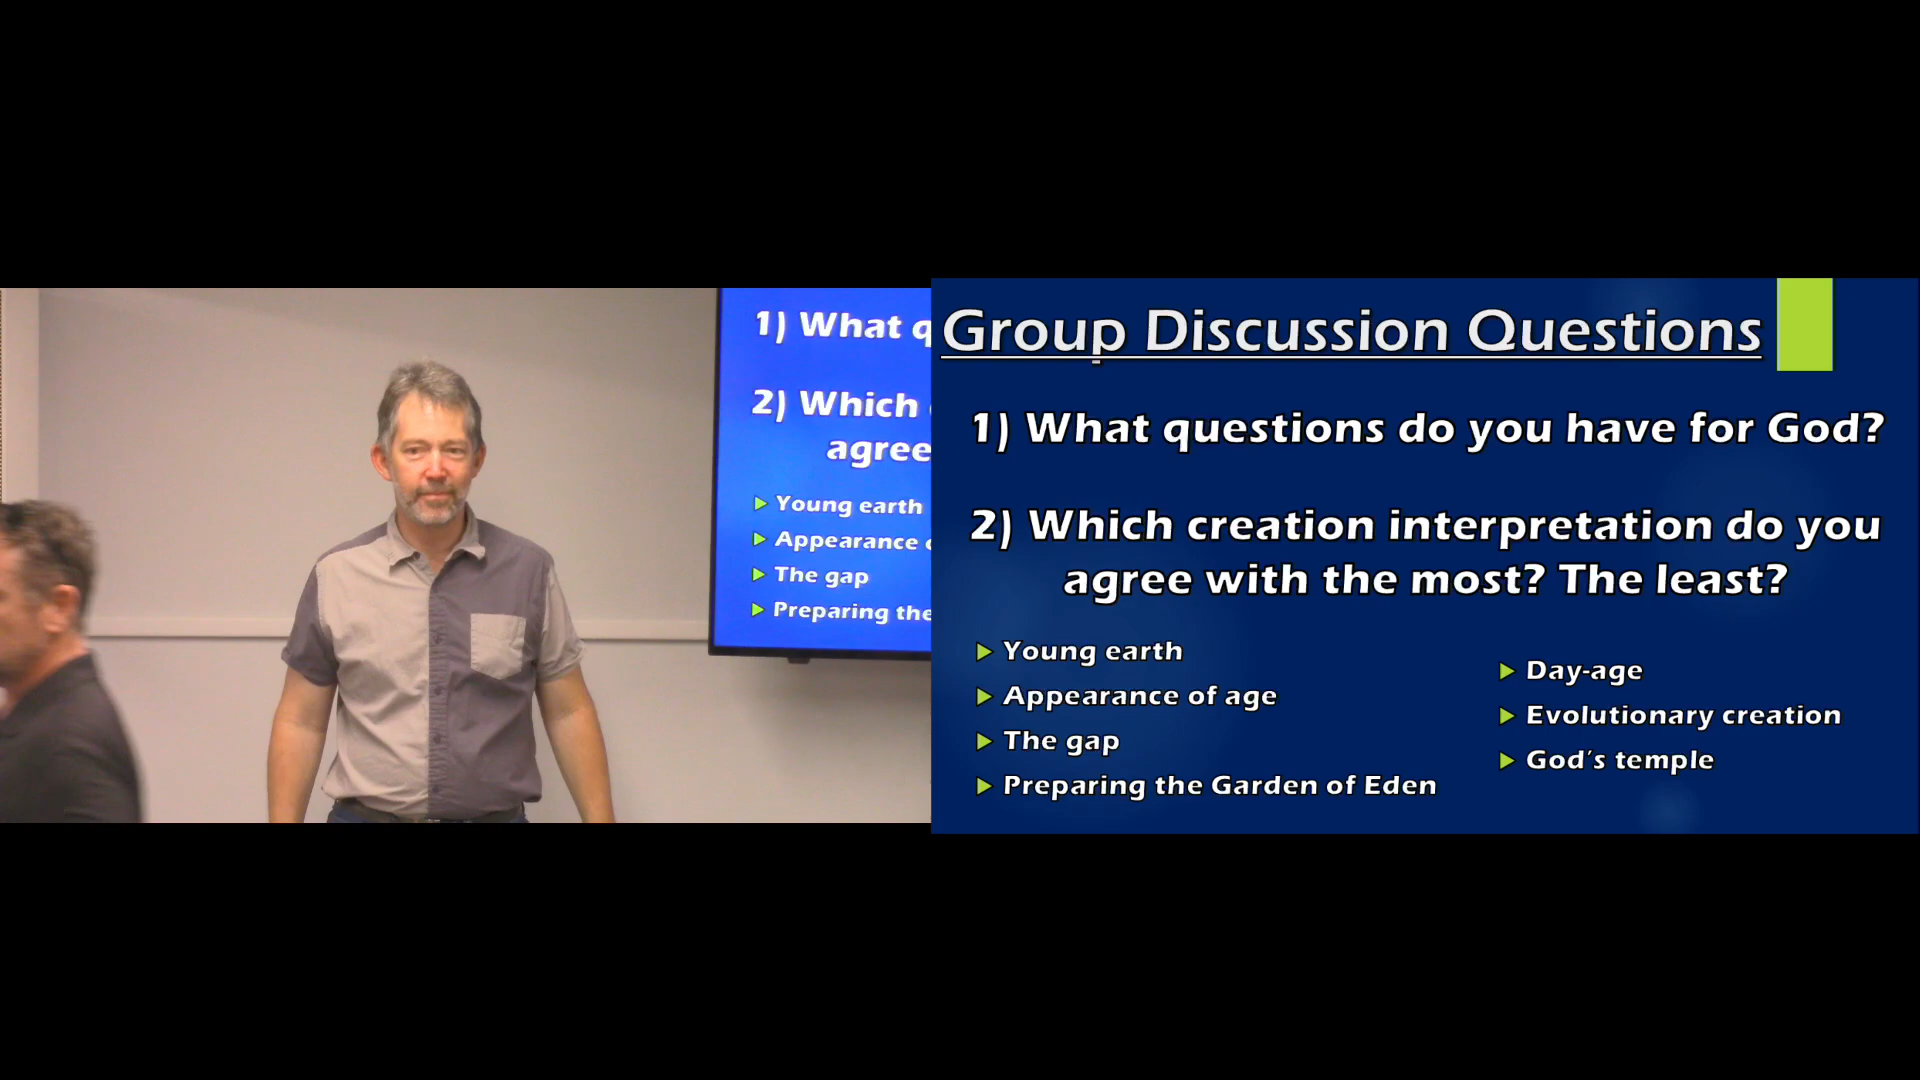 1) What q
2) Which
agree
Young earth
Appearance
The gap
Preparing the
Group Discussion Questions
1) What questions do you have for God?
2) Which creation interpretation do you
agree with the most? The least?
Young earth
Appearance of age
The gap
Preparing the Garden of Eden
Day-age
Evolutionary creation
God's temple